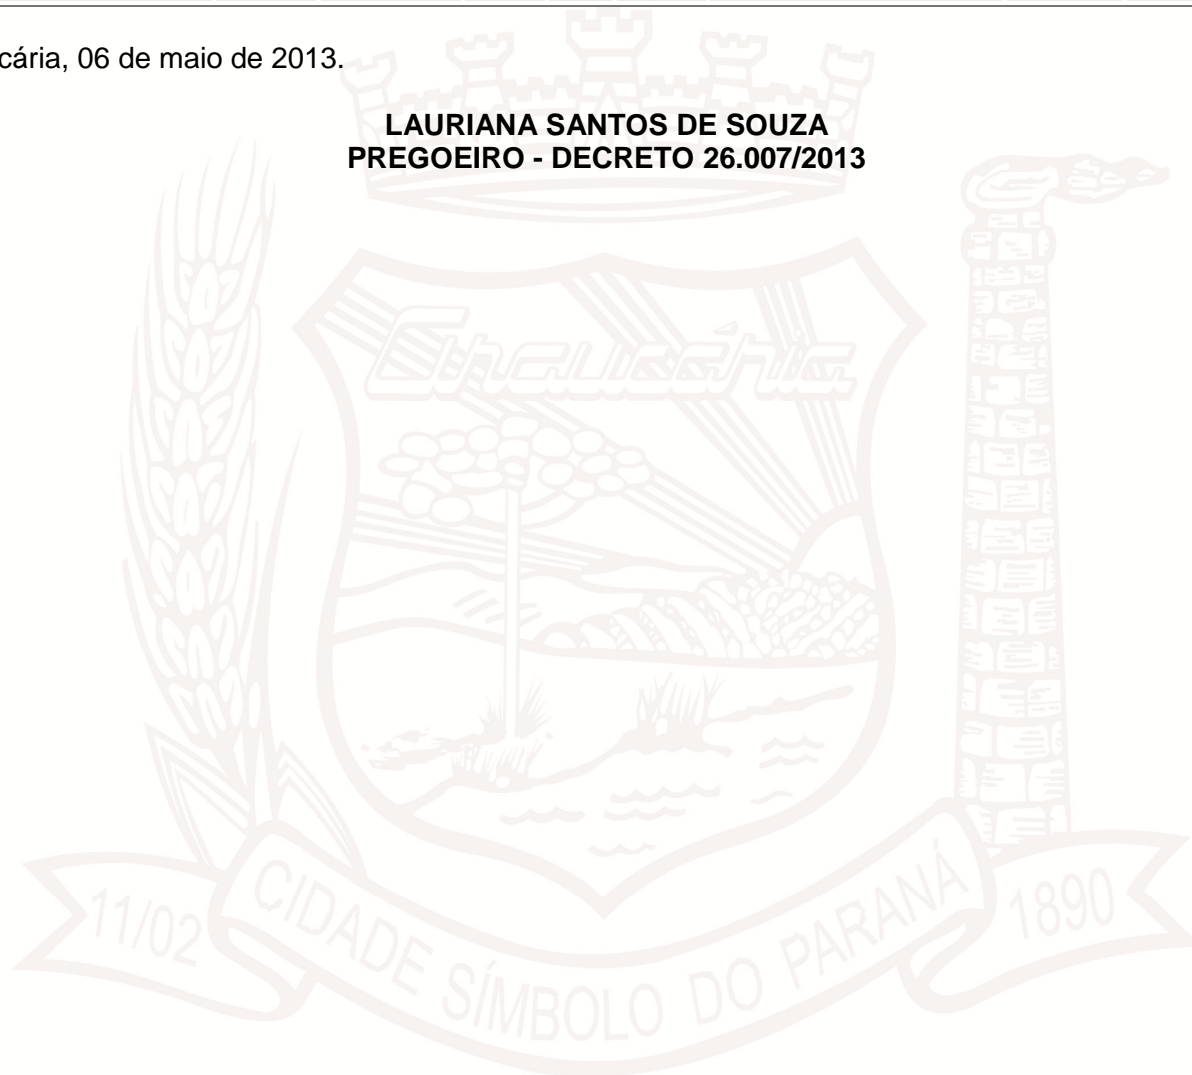 cária, 06 de maio de 2013.
LAURIANA SANTOS DE SOUZA
PREGOEIRO - DECRETO 26.007/2013
Araucária
11/02 CIDADE SÍMBOLO DO PARANÁ 1890